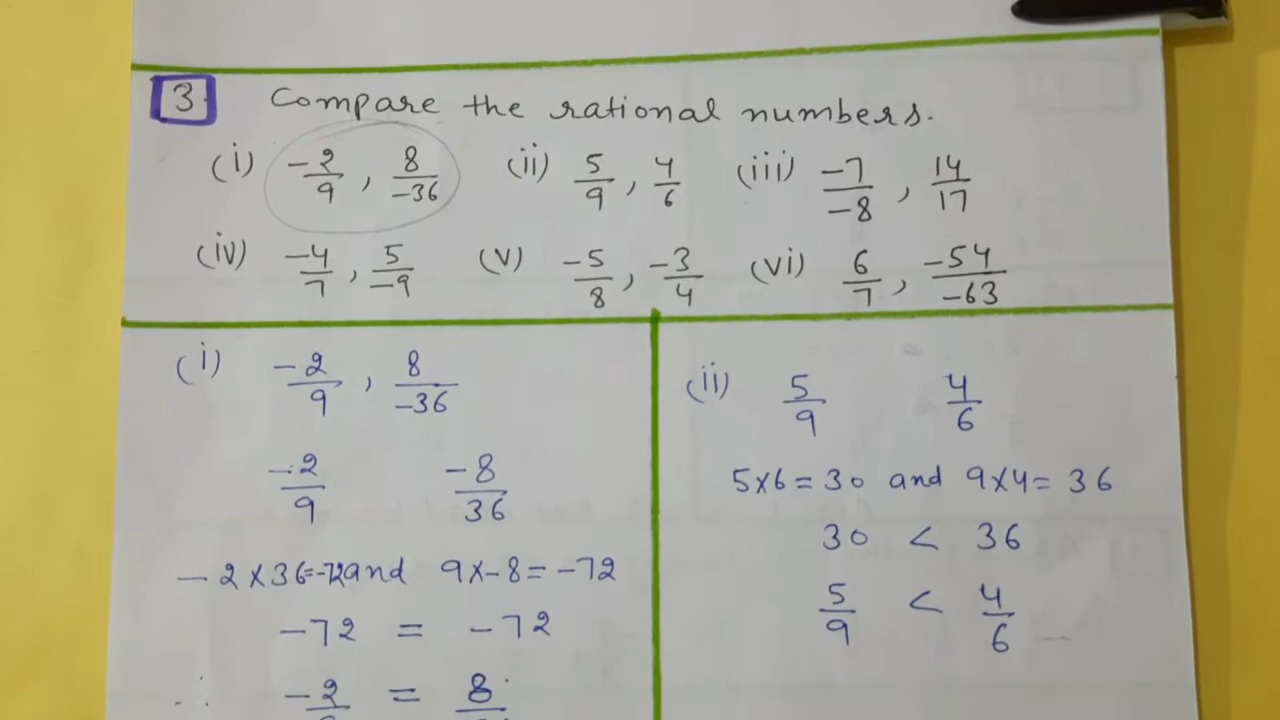 3. Compare the rational numbers.
(i) -2/9 , 8/-36 (ii) 5/9 , 4/6 (iii) -7/-8 , 14/17
(iv) -4/7 , 5/-9 (v) -5/8 , -3/4 (vi) 6/7 , -54/-63
(i) -2/9 , 8/-36
-2/9 -8/36
-2×36=-72 and 9×-8=-72
-72 = -72
∴ -2/ = 8/
(ii) 5/9 4/6
5×6=30 and 9×4=36
30 < 36
5/9 < 4/6